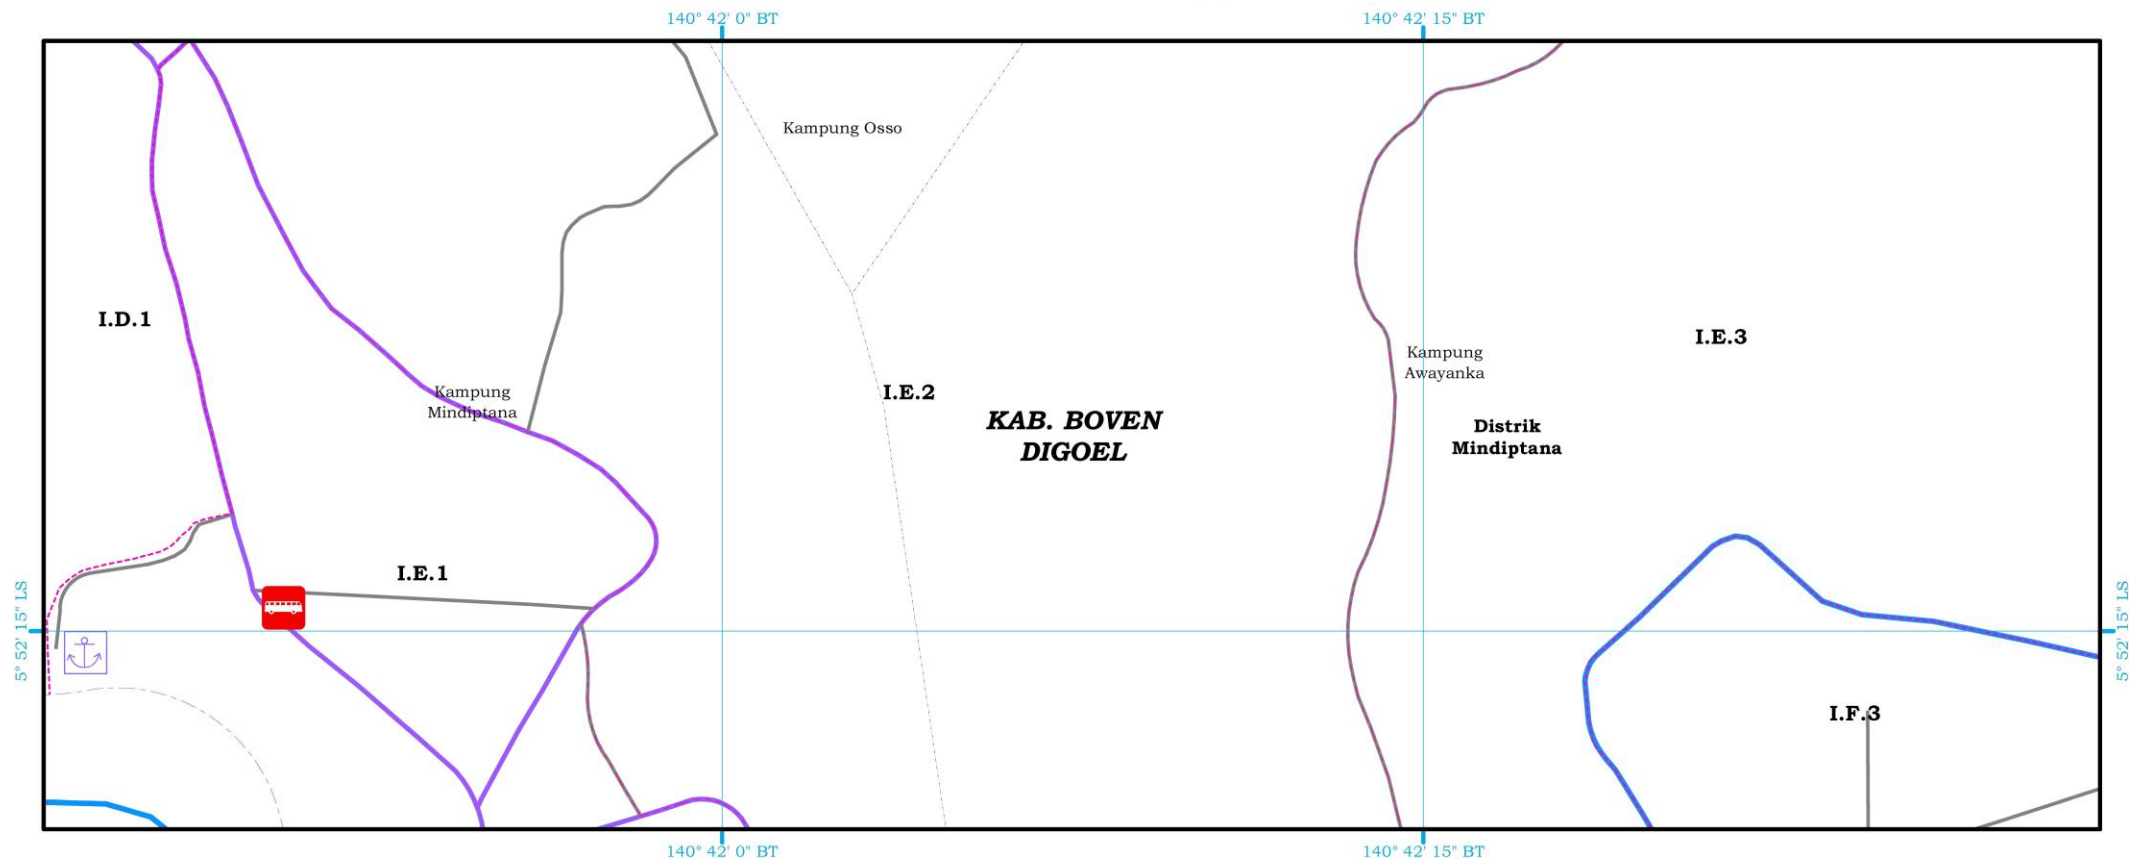 140° 42' 0" BT
140° 42' 15" BT
Kampung Osso
I.D.1
I.E.3
Kampung
Awayanka
Kampung
Mindiptana
I.E.2
KAB. BOVEN
DIGOEL
Distrik
Mindiptana
I.E.1
5° 52' 15" LS
5° 52' 15" LS
I.F.3
140° 42' 0" BT
140° 42' 15" BT